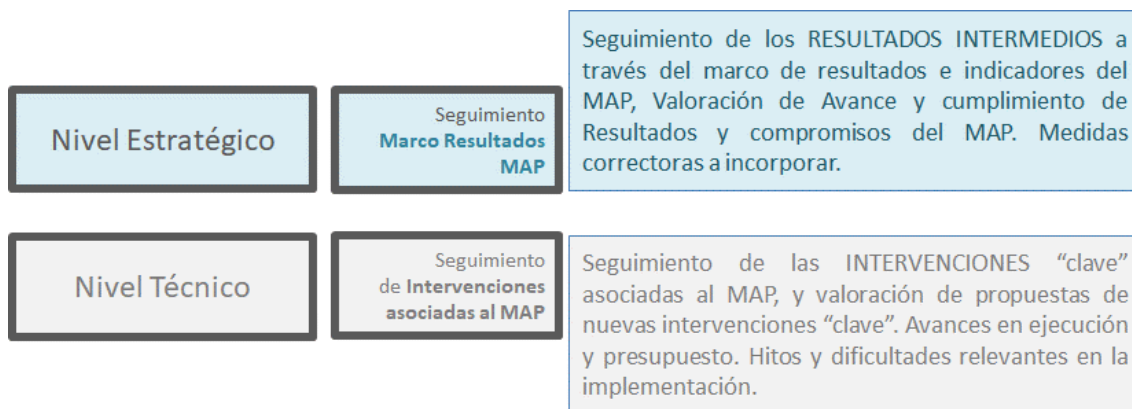 Nivel Estratégico
Seguimiento
Marco Resultados
MAP
Seguimiento de los RESULTADOS INTERMEDIOS a
través del marco de resultados e indicadores del
MAP, Valoración de Avance y cumplimiento de
Resultados y compromisos del MAP. Medidas
correctoras a incorporar.
Nivel Técnico
Seguimiento
de Intervenciones
asociadas al MAP
Seguimiento de las INTERVENCIONES “clave”
asociadas al MAP, y valoración de propuestas de
nuevas intervenciones “clave”. Avances en ejecución
y presupuesto. Hitos y dificultades relevantes en la
implementación.